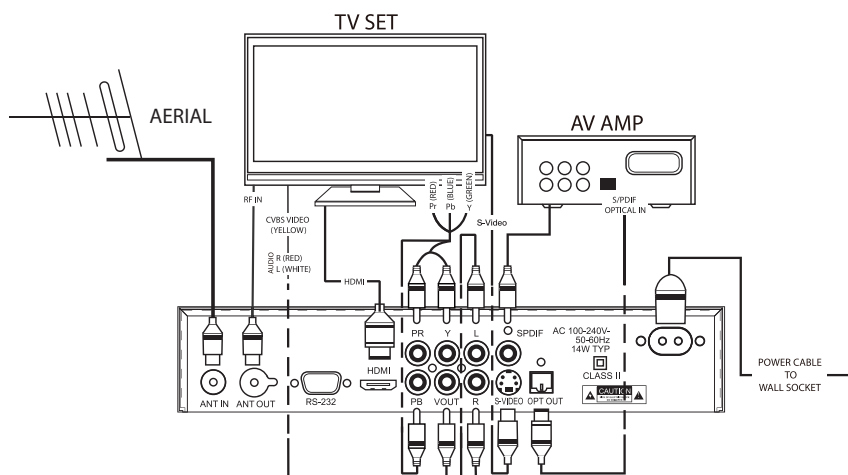 TV SET
AERIAL
AV AMP
RF IN
CVBS VIDEO
(YELLOW)
AUDIO
R (RED)
L (WHITE)
Pr (RED)
Pb (BLUE)
Y (GREEN)
S-Video
S/PDIF
OPTICAL IN
HDMI
PR
Y
L
SPDIF
AC 100-240V-
50-60Hz
14W TYP
CLASS II
HDMI
ANT IN
ANT OUT
RS-232
PB
VOUT
R
S-VIDEO
OPT OUT
CAUTION
POWER CABLE
TO
WALL SOCKET